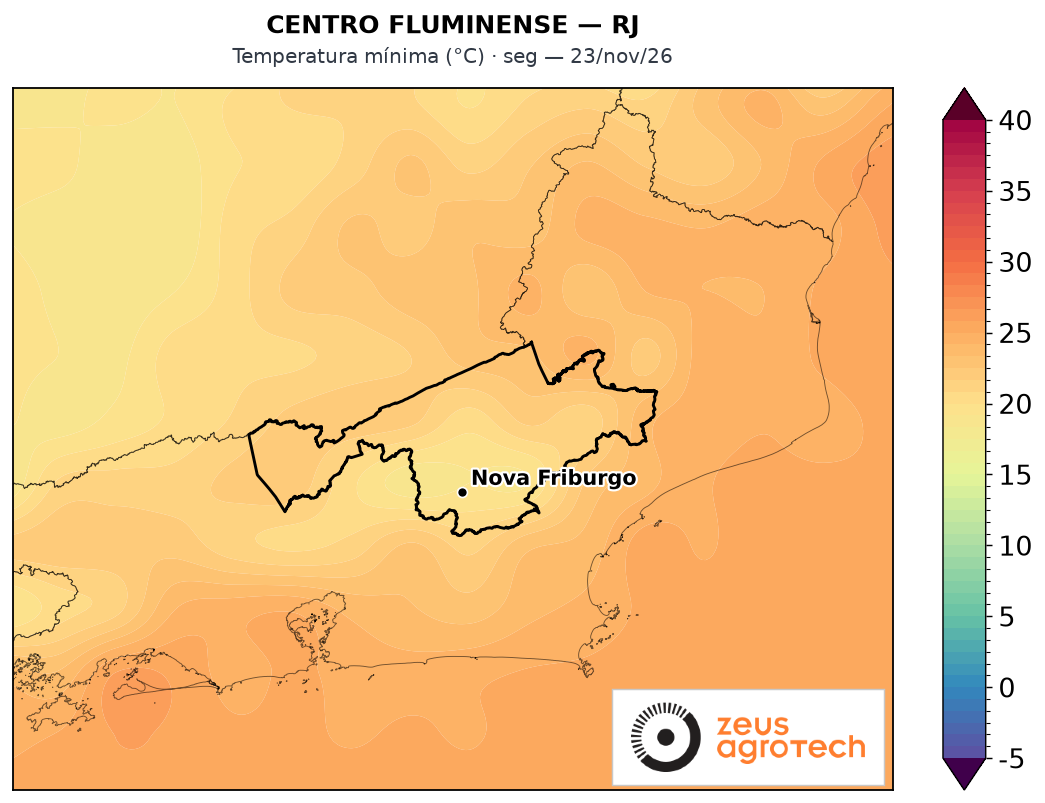 CENTRO FLUMINENSE — RJ
Temperatura mínima (°C) · seg — 23/nov/26
40
35
30
25
20
15
10
5
0
-5
Nova Friburgo
zeus
agrotech